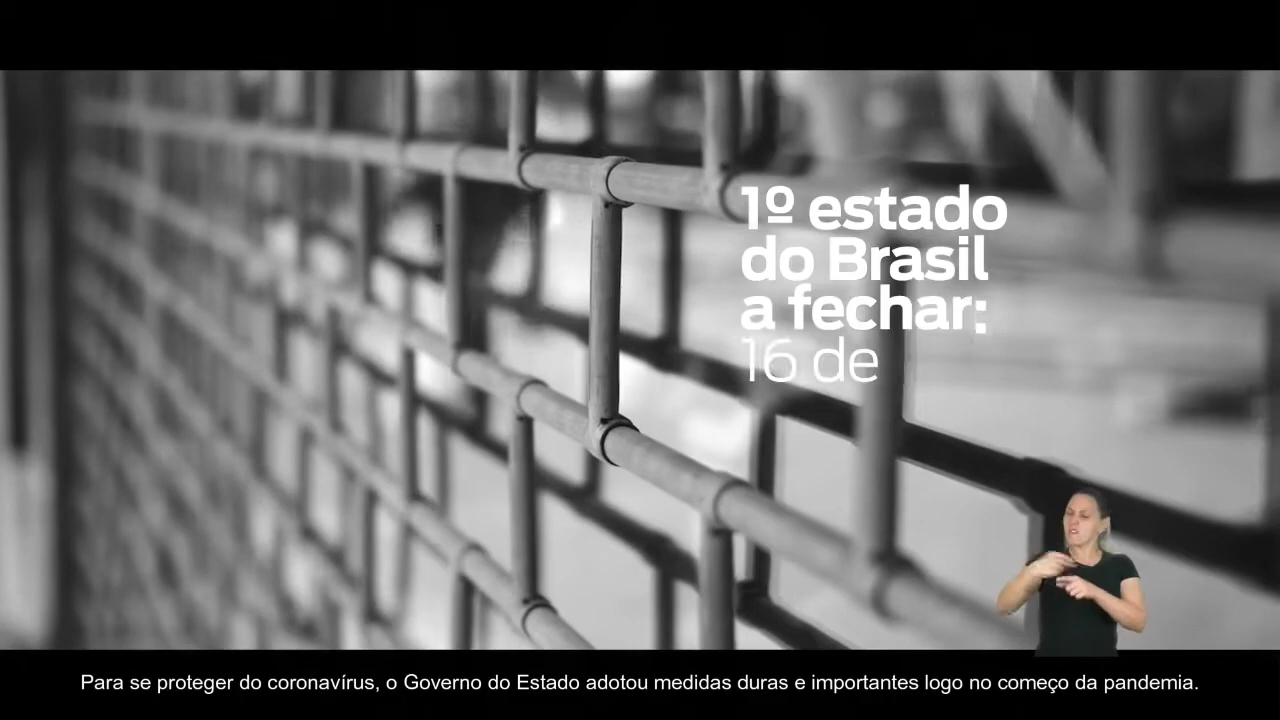 1º estado
do Brasil
a fechar:
16 de
Para se proteger do coronavírus, o Governo do Estado adotou medidas duras e importantes logo no começo da pandemia.